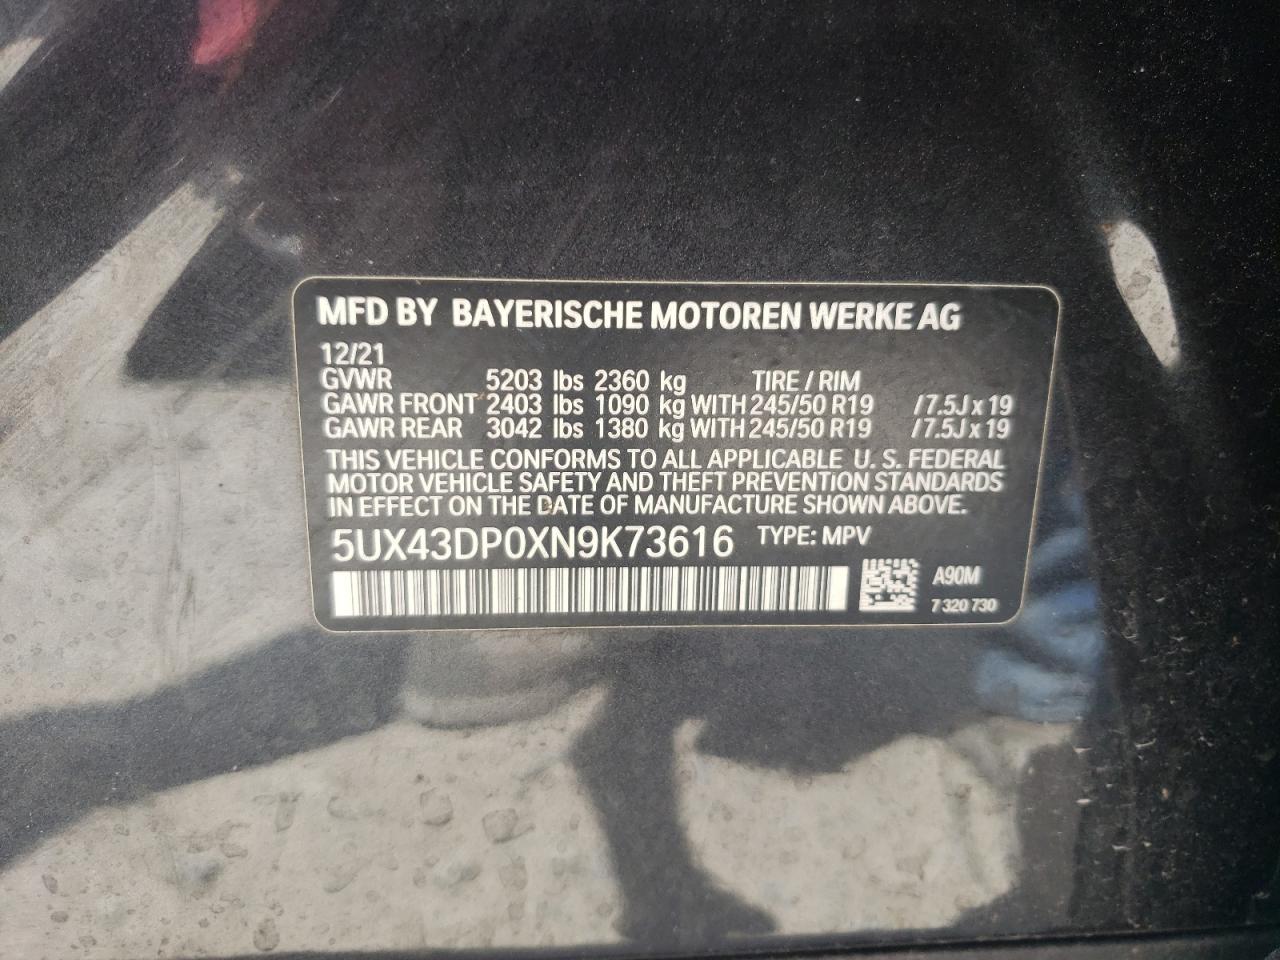 MFD BY BAYERISCHE MOTOREN WERKE AG
12/21
GVWR 5203 lbs 2360 kg TIRE / RIM
GAWR FRONT 2403 lbs 1090 kg WITH 245/50 R19 /7.5J x 19
GAWR REAR 3042 lbs 1380 kg WITH 245/50 R19 /7.5J x 19
THIS VEHICLE CONFORMS TO ALL APPLICABLE U. S. FEDERAL
MOTOR VEHICLE SAFETY AND THEFT PREVENTION STANDARDS
IN EFFECT ON THE DATE OF MANUFACTURE SHOWN ABOVE.
5UX43DP0XN9K73616 TYPE: MPV
A90M
7 320 730